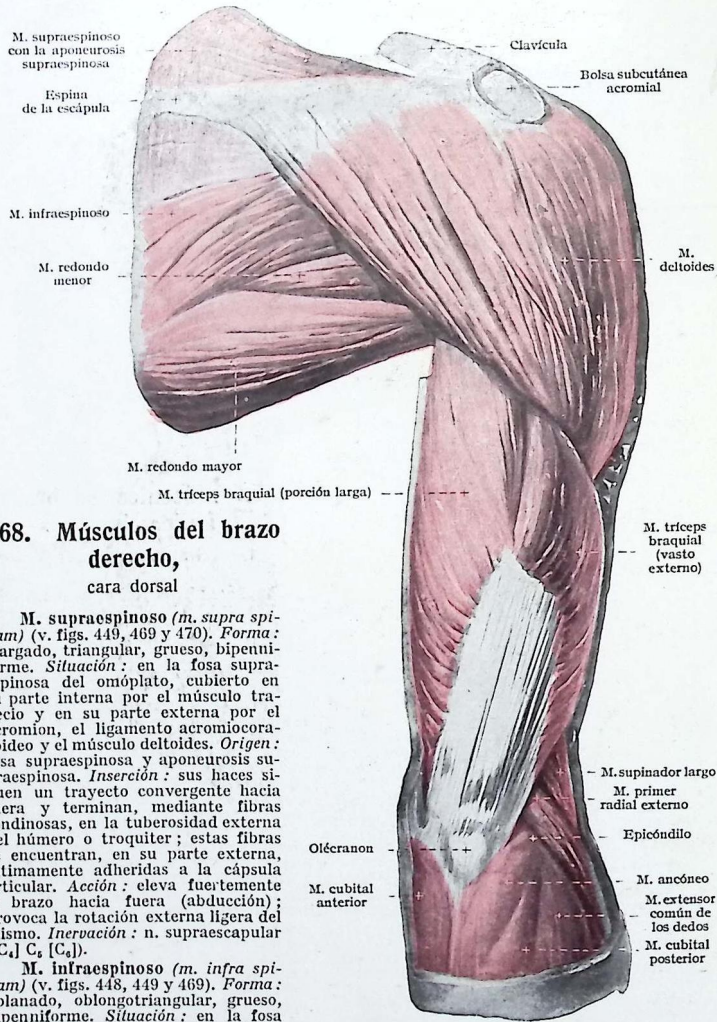 M. supraespinoso
con la aponeurosis
supraespinosa
Espina
de la escápula
M. infraespinoso
M. redondo
menor
M. redondo mayor
M. tríceps braquial (porción larga)
Clavícula
Bolsa subcutánea
acromial
M.
deltoides
M. tríceps
braquial
(vasto
externo)
M. supinador largo
M. primer
radial externo
Epicóndilo
M. ancóneo
M. extensor
común de
los dedos
M. cubital
posterior
Olécranon
M. cubital
anterior
68. Músculos del brazo
derecho,
cara dorsal
M. supraespinoso (m. supra spi-
am) (v. figs. 449, 469 y 470). Forma:
argado, triangular, grueso, bipenni-
rme. Situación: en la fosa supra-
spinosa del omóplato, cubierto en
parte interna por el músculo tra-
ecio y en su parte externa por el
cromion, el ligamento acromiocora-
oideo y el músculo deltoides. Origen:
sa supraespinosa y aponeurosis su-
raespinosa. Inserción: sus haces si-
uen un trayecto convergente hacia
uera y terminan, mediante fibras
ndinosas, en la tuberosidad externa
el húmero o troquiter; estas fibras
encuentran, en su parte externa,
timamente adheridas a la cápsula
ticular. Acción: eleva fuertemente
brazo hacia fuera (abducción);
rovoca la rotación externa ligera del
ismo. Inervación: n. supraescapular
C₄] C₅ [C₆]).
M. infraespinoso (m. infra spi-
am) (v. figs. 448, 449 y 469). Forma:
planado, oblongotriangular, grueso,
ipenniforme. Situación: en la fosa